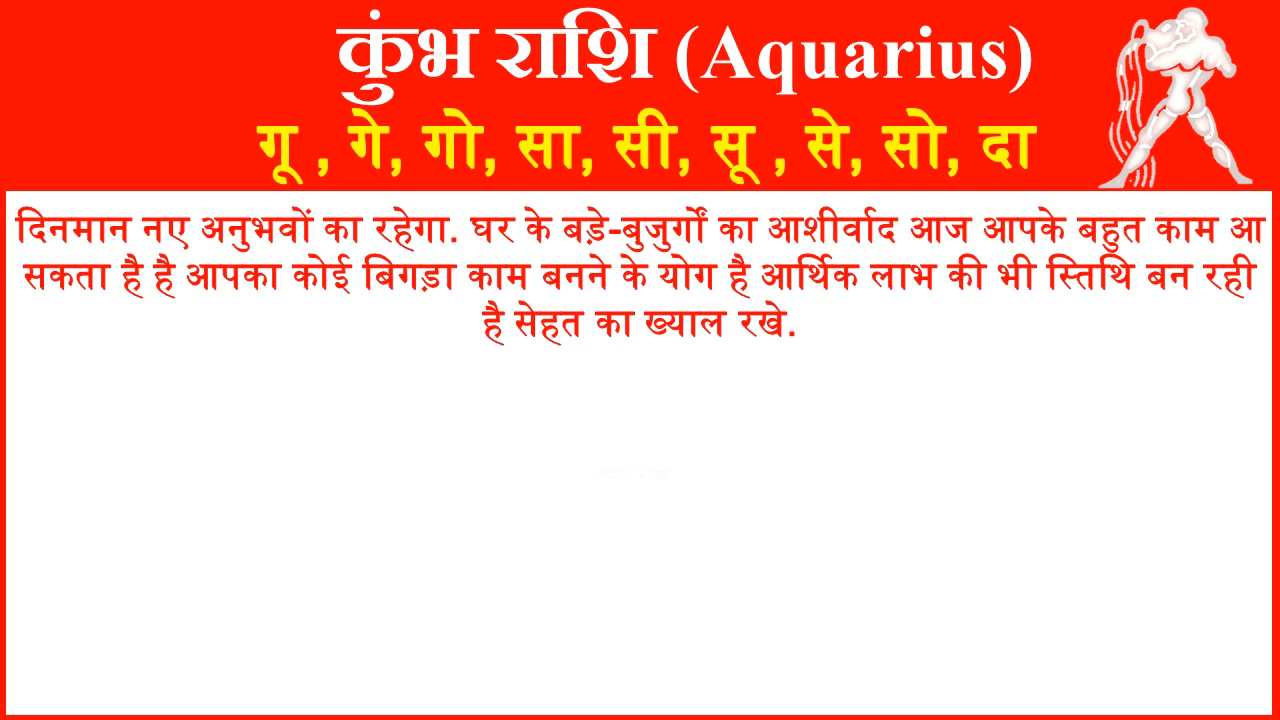 कुंभ राशि (Aquarius)
गू , गे, गो, सा, सी, सू , से, सो, दा
दिनमान नए अनुभवों का रहेगा. घर के बड़े-बुजुर्गों का आशीर्वाद आज आपके बहुत काम आ
सकता है है आपका कोई बिगड़ा काम बनने के योग है आर्थिक लाभ की भी स्तिथि बन रही
है सेहत का ख्याल रखे.